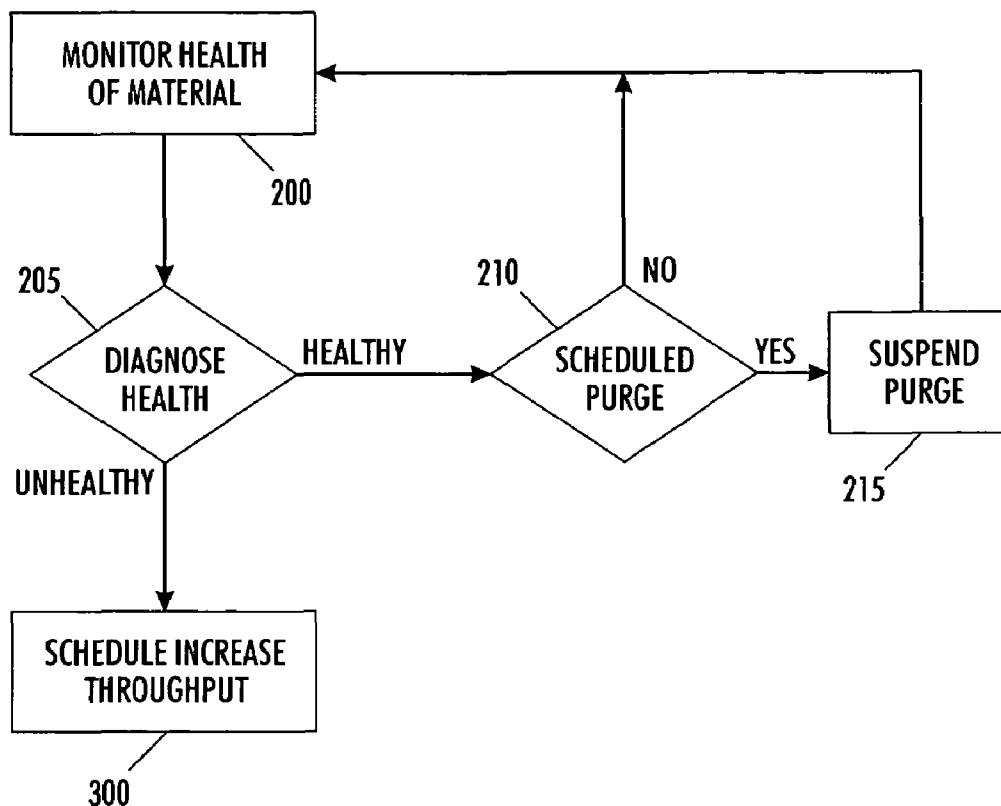 MONITOR HEALTH
OF MATERIAL
200
205
DIAGNOSE
HEALTH
HEALTHY
210
NO
SCHEDULED
PURGE
YES
SUSPEND
PURGE
215
UNHEALTHY
SCHEDULE INCREASE
THROUGHPUT
300